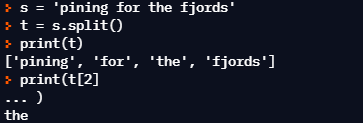 > s = 'pining for the fjords'
> t = s.split()
> print(t)
['pining', 'for', 'the', 'fjords']
> print(t[2]
... )
the